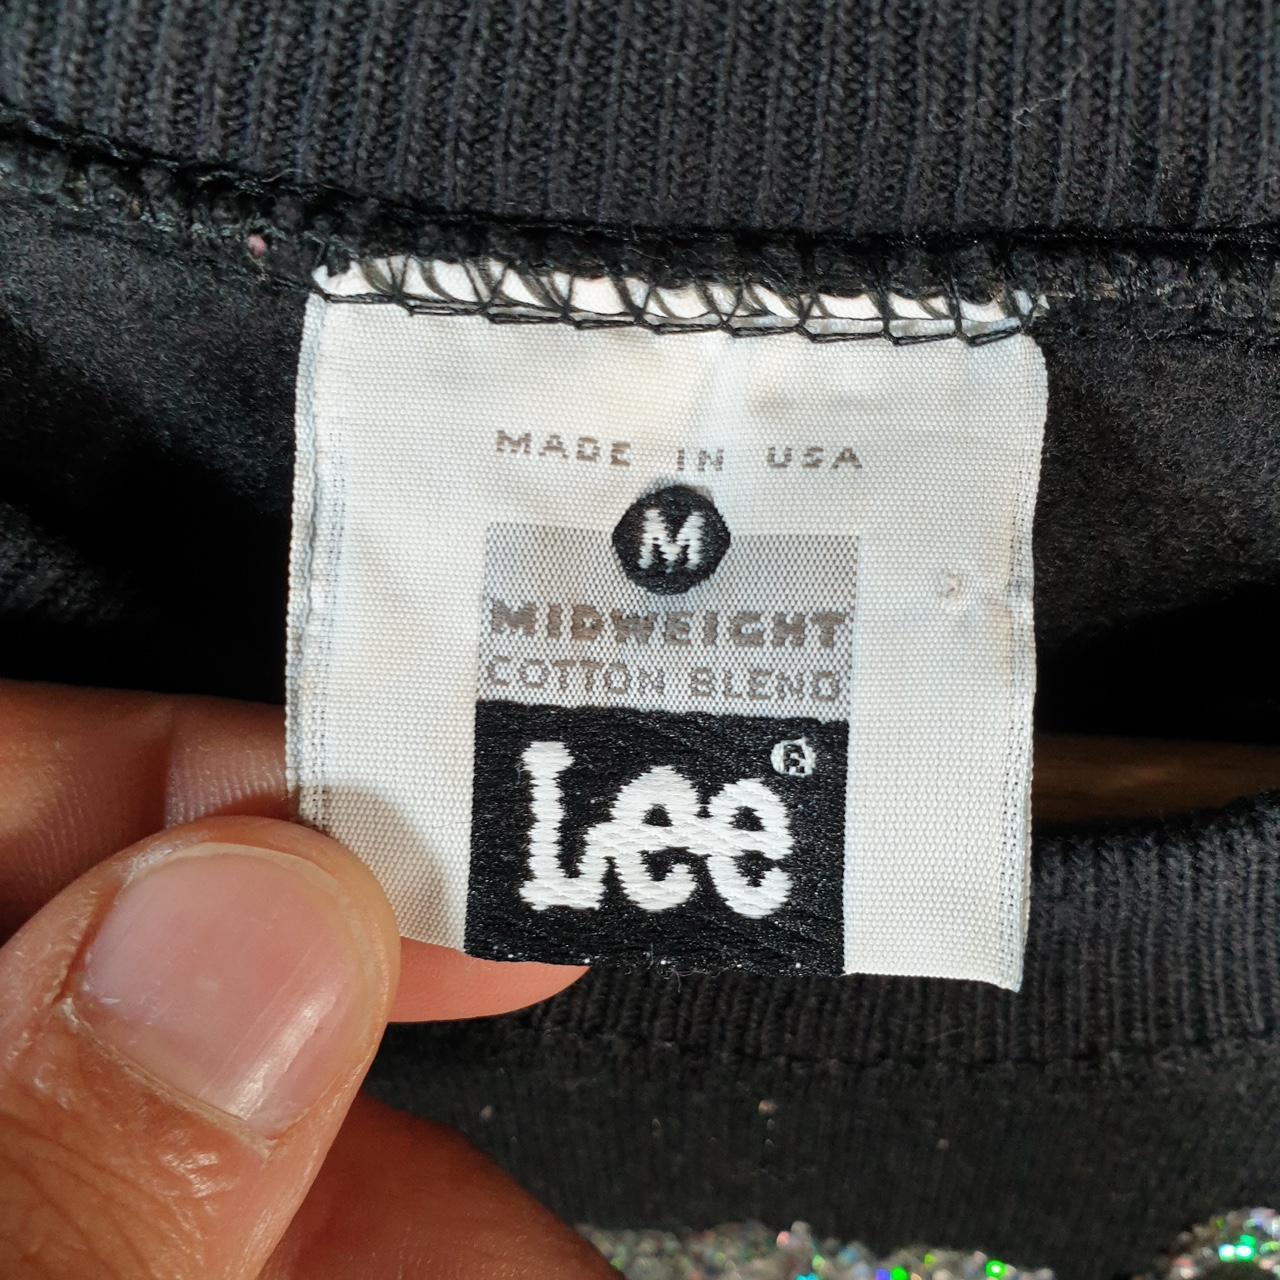 MADE IN USA
M
MIDWEIGHT
COTTON BLEND
Lee®